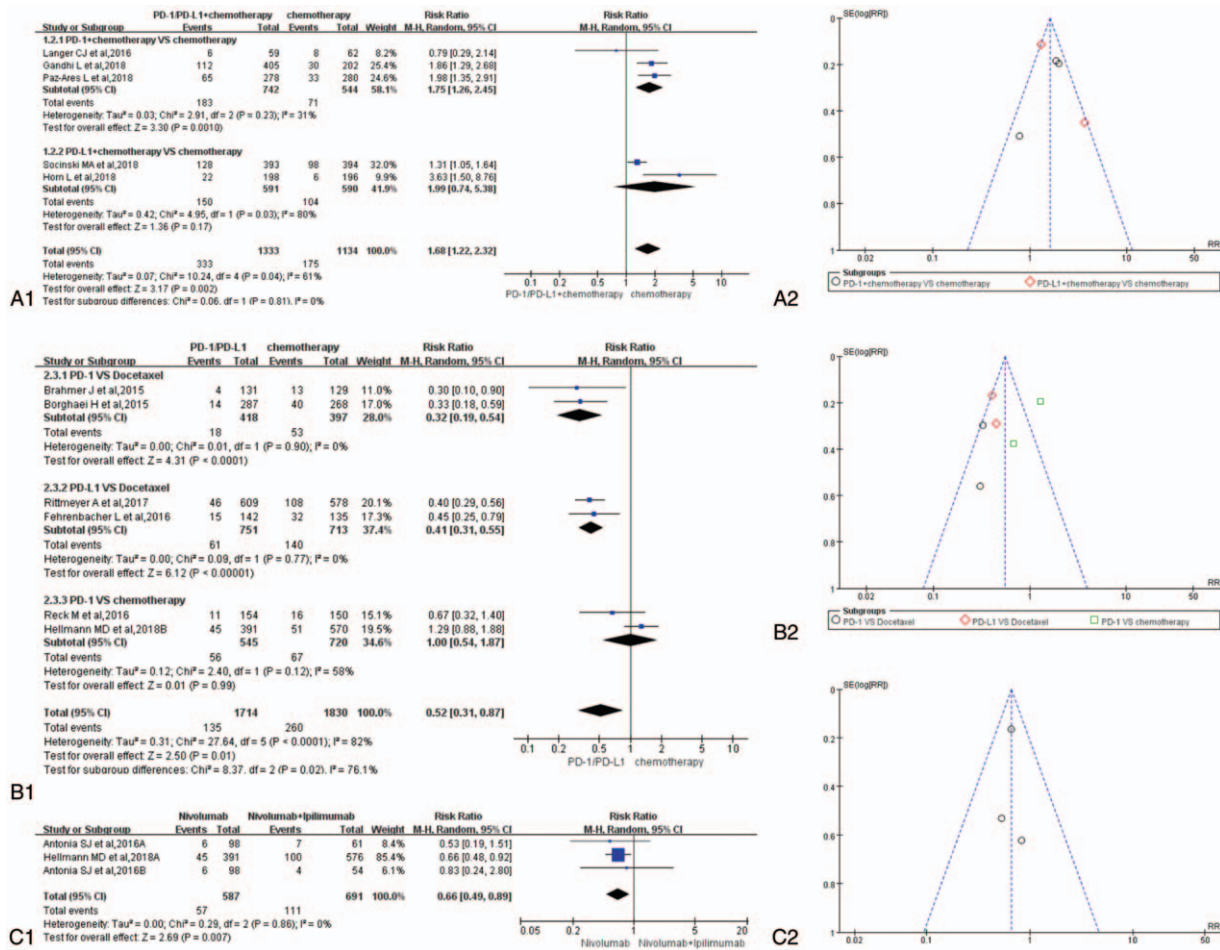 PD-1/PD-L1+chemotherapy chemotherapy Risk Ratio Risk Ratio
Study or Subgroup Events Total Events Total Weight M-H, Random, 95% CI M-H, Random, 95% CI
1.2.1 PD-1+chemotherapy VS chemotherapy
Langer CJ et al,2016 6 59 8 62 8.2% 0.79 [0.29, 2.14]
Gandhi L et al,2018 112 405 30 202 25.4% 1.86 [1.29, 2.68]
Paz-Ares L et al,2018 65 278 33 280 24.6% 1.98 [1.35, 2.91]
Subtotal (95% CI) 742 544 58.1% 1.75 [1.26, 2.45]
Total events 183 71
Heterogeneity: Tau² = 0.03; Chi² = 2.91, df = 2 (P = 0.23); I² = 31%
Test for overall effect: Z = 3.30 (P = 0.0010)
1.2.2 PD-L1+chemotherapy VS chemotherapy
Socinski MA et al,2018 128 393 98 394 32.0% 1.31 [1.05, 1.64]
Horn L et al,2018 22 198 6 196 9.9% 3.63 [1.50, 8.76]
Subtotal (95% CI) 591 590 41.9% 1.99 [0.74, 5.38]
Total events 150 104
Heterogeneity: Tau² = 0.42; Chi² = 4.95, df = 1 (P = 0.03); I² = 80%
Test for overall effect: Z = 1.36 (P = 0.17)
Total (95% CI) 1333 1134 100.0% 1.68 [1.22, 2.32]
Total events 333 175
Heterogeneity: Tau² = 0.07; Chi² = 10.24, df = 4 (P = 0.04); I² = 61%
Test for overall effect: Z = 3.17 (P = 0.002)
Test for subgroup differences: Chi² = 0.06, df = 1 (P = 0.81), I² = 0%
0.1 0.2 0.5 1 2 5 10
PD-1/PD-L1+chemotherapy chemotherapy
A1
SE(log[RR])
0
0.2
0.4
0.6
0.8
1
0.02 0.1 1 10 50
RR
Subgroups
PD-1+chemotherapy VS chemotherapy PD-L1+chemotherapy VS chemotherapy
A2
PD-1/PD-L1 chemotherapy Risk Ratio Risk Ratio
Study or Subgroup Events Total Events Total Weight M-H, Random, 95% CI M-H, Random, 95% CI
2.3.1 PD-1 VS Docetaxel
Brahmer J et al,2015 4 131 13 129 11.0% 0.30 [0.10, 0.90]
Borghaei H et al,2015 14 287 40 268 17.0% 0.33 [0.18, 0.59]
Subtotal (95% CI) 418 397 28.0% 0.32 [0.19, 0.54]
Total events 18 53
Heterogeneity: Tau² = 0.00; Chi² = 0.01, df = 1 (P = 0.90); I² = 0%
Test for overall effect: Z = 4.31 (P < 0.0001)
2.3.2 PD-L1 VS Docetaxel
Rittmeyer A et al,2017 46 609 108 578 20.1% 0.40 [0.29, 0.56]
Fehrenbacher L et al,2016 15 142 32 135 17.3% 0.45 [0.25, 0.79]
Subtotal (95% CI) 751 713 37.4% 0.41 [0.31, 0.55]
Total events 61 140
Heterogeneity: Tau² = 0.00; Chi² = 0.09, df = 1 (P = 0.77); I² = 0%
Test for overall effect: Z = 6.12 (P < 0.00001)
2.3.3 PD-1 VS chemotherapy
Reck M et al,2016 11 154 16 150 15.1% 0.67 [0.32, 1.40]
Hellmann MD et al,2018B 45 391 51 570 19.5% 1.29 [0.88, 1.88]
Subtotal (95% CI) 545 720 34.6% 1.00 [0.54, 1.87]
Total events 56 67
Heterogeneity: Tau² = 0.12; Chi² = 2.40, df = 1 (P = 0.12); I² = 58%
Test for overall effect: Z = 0.01 (P = 0.99)
Total (95% CI) 1714 1830 100.0% 0.52 [0.31, 0.87]
Total events 135 260
Heterogeneity: Tau² = 0.31; Chi² = 27.64, df = 5 (P < 0.0001); I² = 82%
Test for overall effect: Z = 2.50 (P = 0.01)
Test for subgroup differences: Chi² = 8.37, df = 2 (P = 0.02), I² = 76.1%
0.1 0.2 0.5 1 2 5 10
PD-1/PD-L1 chemotherapy
B1
SE(log[RR])
0
0.2
0.4
0.6
0.8
1
0.02 0.1 1 10 50
RR
Subgroups
PD-1 VS Docetaxel PD-L1 VS Docetaxel PD-1 VS chemotherapy
B2
Nivolumab Nivolumab+Ipilimumab Risk Ratio Risk Ratio
Study or Subgroup Events Total Events Total Weight M-H, Random, 95% CI M-H, Random, 95% CI
Antonia SJ et al,2016A 6 98 7 61 8.4% 0.53 [0.19, 1.51]
Hellmann MD et al,2018A 45 391 100 576 85.4% 0.66 [0.48, 0.92]
Antonia SJ et al,2016B 6 98 4 54 6.1% 0.83 [0.24, 2.80]
Total (95% CI) 587 691 100.0% 0.66 [0.49, 0.89]
Total events 57 111
Heterogeneity: Tau² = 0.00; Chi² = 0.29, df = 2 (P = 0.86); I² = 0%
Test for overall effect: Z = 2.69 (P = 0.007)
0.05 0.2 1 5 20
Nivolumab Nivolumab+Ipilimumab
C1
SE(log[RR])
0
0.2
0.4
0.6
0.8
1
0.02 0.1 1 10 50
RR
C2